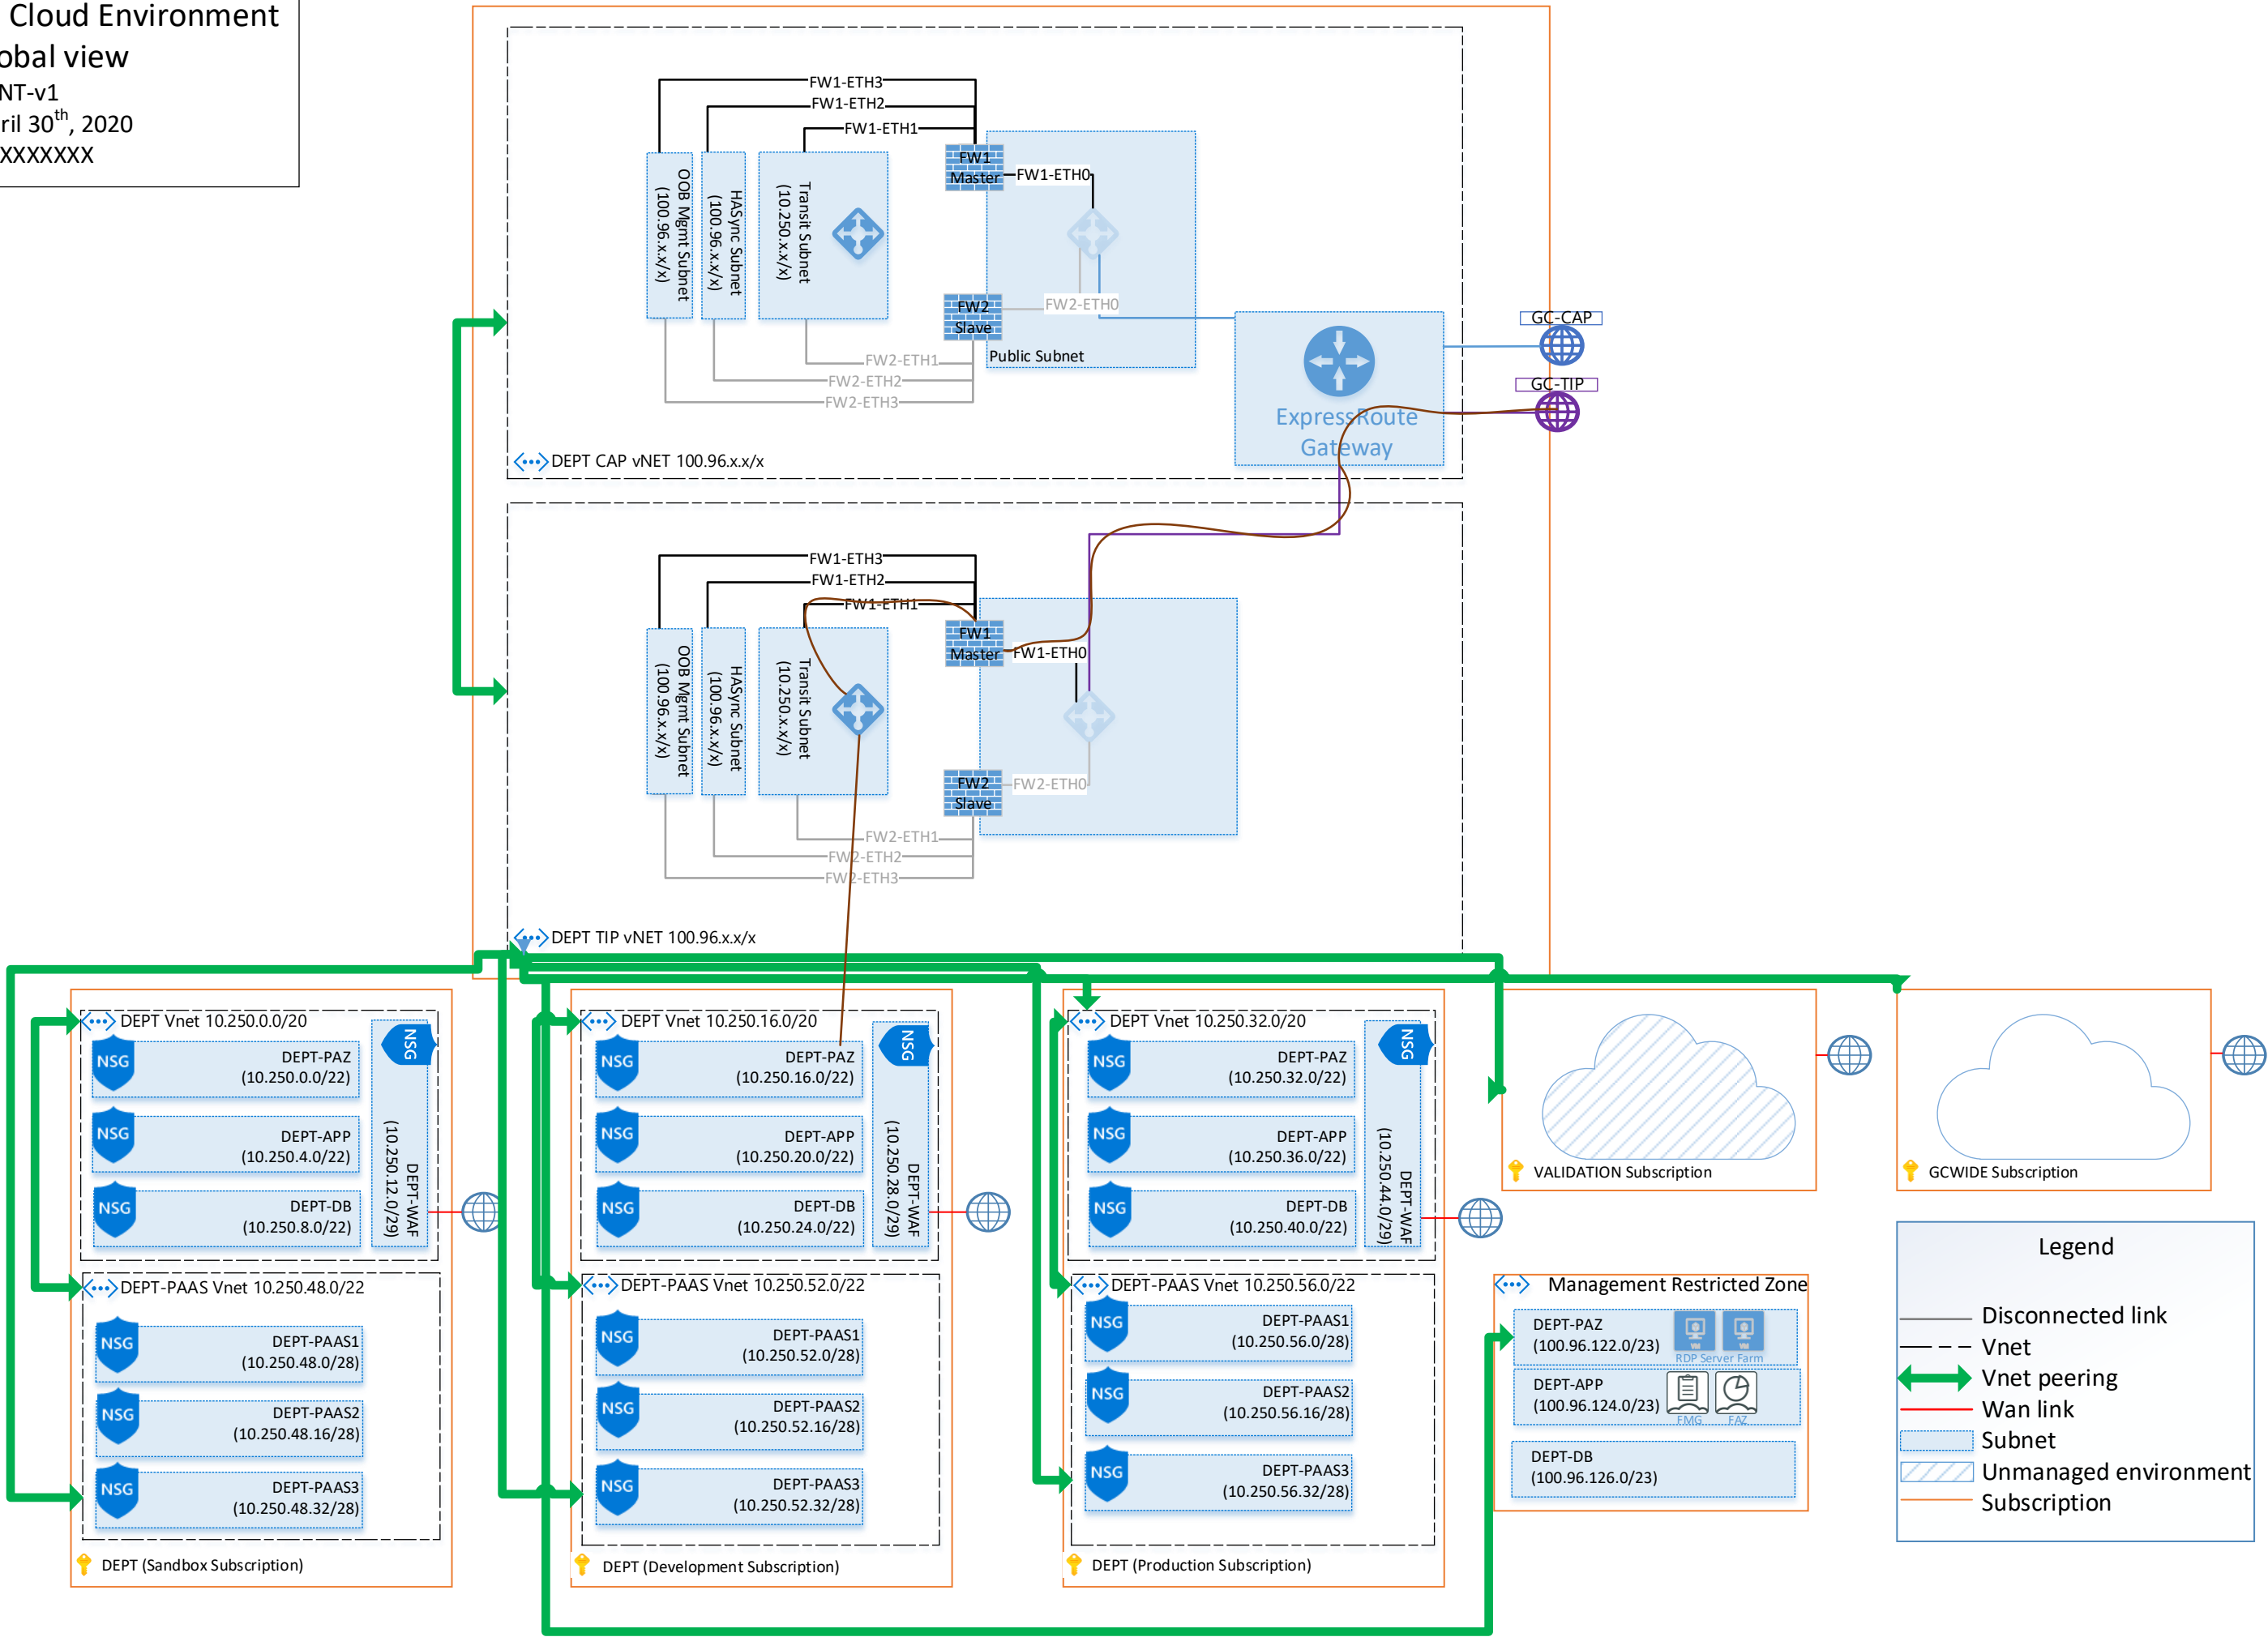 Cloud Environment
obal view
NT-v1
ril 30th, 2020
XXXXXXX
FW1-ETH3
FW1-ETH2
FW1-ETH1
FW1
Master
FW1-ETH0
OOB Mgmt Subnet
(100.96.x.x/x)
HASync Subnet
(100.96.x.x/x)
Transit Subnet
(10.250.x.x/x)
FW2-ETH0
FW2
Slave
Public Subnet
FW2-ETH1
FW2-ETH2
FW2-ETH3
ExpressRoute
Gateway
GC-CAP
GC-TIP
DEPT CAP vNET 100.96.x.x/x
FW1-ETH3
FW1-ETH2
FW1-ETH1
FW1
Master
FW1-ETH0
OOB Mgmt Subnet
(100.96.x.x/x)
HASync Subnet
(100.96.x.x/x)
Transit Subnet
(10.250.x.x/x)
FW2
Slave
FW2-ETH0
FW2-ETH1
FW2-ETH2
FW2-ETH3
DEPT TIP vNET 100.96.x.x/x
DEPT Vnet 10.250.0.0/20
NSG
NSG
DEPT-PAZ
(10.250.0.0/22)
NSG
DEPT-APP
(10.250.4.0/22)
NSG
DEPT-DB
(10.250.8.0/22)
DEPT-WAF
(10.250.12.0/29)
DEPT-PAAS Vnet 10.250.48.0/22
NSG
DEPT-PAAS1
(10.250.48.0/28)
NSG
DEPT-PAAS2
(10.250.48.16/28)
NSG
DEPT-PAAS3
(10.250.48.32/28)
DEPT (Sandbox Subscription)
DEPT Vnet 10.250.16.0/20
NSG
NSG
DEPT-PAZ
(10.250.16.0/22)
NSG
DEPT-APP
(10.250.20.0/22)
NSG
DEPT-DB
(10.250.24.0/22)
DEPT-WAF
(10.250.28.0/29)
DEPT-PAAS Vnet 10.250.52.0/22
NSG
DEPT-PAAS1
(10.250.52.0/28)
NSG
DEPT-PAAS2
(10.250.52.16/28)
NSG
DEPT-PAAS3
(10.250.52.32/28)
DEPT (Development Subscription)
DEPT Vnet 10.250.32.0/20
NSG
NSG
DEPT-PAZ
(10.250.32.0/22)
NSG
DEPT-APP
(10.250.36.0/22)
NSG
DEPT-DB
(10.250.40.0/22)
DEPT-WAF
(10.250.44.0/29)
DEPT-PAAS Vnet 10.250.56.0/22
NSG
DEPT-PAAS1
(10.250.56.0/28)
NSG
DEPT-PAAS2
(10.250.56.16/28)
NSG
DEPT-PAAS3
(10.250.56.32/28)
DEPT (Production Subscription)
VALIDATION Subscription
GCWIDE Subscription
Management Restricted Zone
DEPT-PAZ
(100.96.122.0/23)
VM
VM
RDP Server Farm
DEPT-APP
(100.96.124.0/23)
FMG
FAZ
DEPT-DB
(100.96.126.0/23)
Legend
Disconnected link
Vnet
Vnet peering
Wan link
Subnet
Unmanaged environment
Subscription